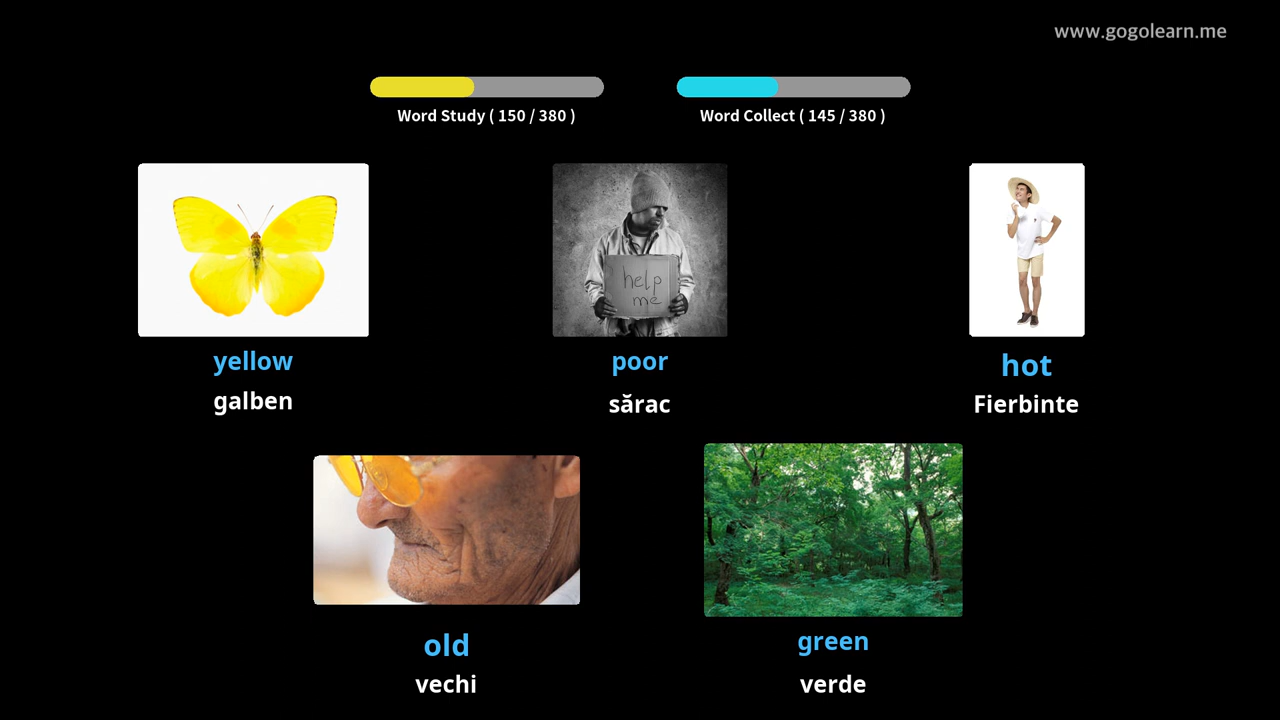 www.gogolearn.me
Word Study ( 150 / 380 )
Word Collect ( 145 / 380 )
help
me
yellow
galben
poor
sărac
hot
Fierbinte
old
vechi
green
verde